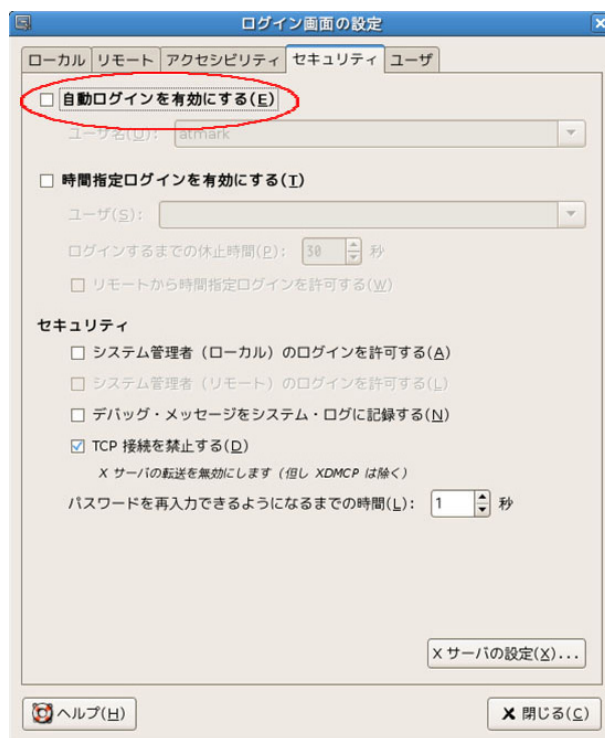 ログイン画面の設定
ローカル リモート アクセシビリティ セキュリティ ユーザ
自動ログインを有効にする(E)
ユーザ名(U): atmark
時間指定ログインを有効にする(T)
ユーザ(S):
ログインするまでの休止時間(P): 30 秒
リモートから時間指定ログインを許可する(W)
セキュリティ
システム管理者 (ローカル) のログインを許可する(A)
システム管理者 (リモート) のログインを許可する(L)
デバッグ・メッセージをシステム・ログに記録する(N)
TCP 接続を禁止する(D)
X サーバの転送を無効にします (但し XDMCP は除く)
パスワードを再入力できるようになるまでの時間(L): 1 秒
X サーバの設定(X)...
ヘルプ(H) 閉じる(C)